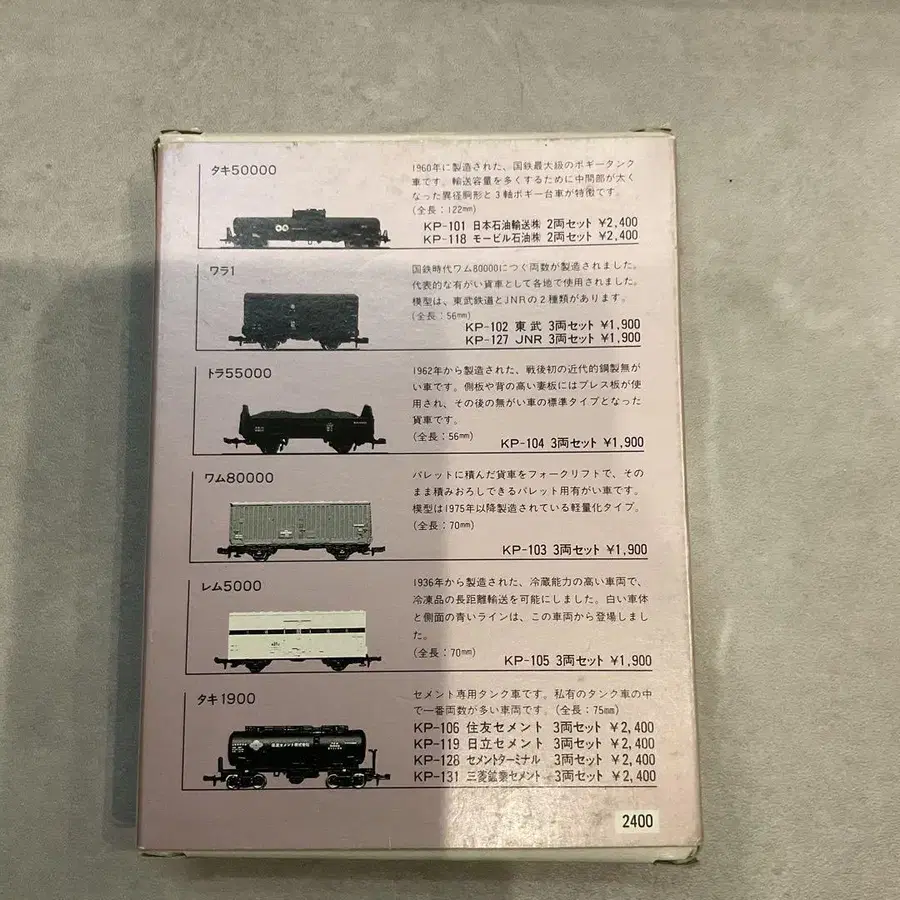 タキ50000
1960年に製造された、国鉄最大級のボギータンク
車です。輸送容量を多くするために中間部が太く
なった異径胴形と3軸ボギー台車が特徴です。
(全長：122㎜)
KP-101 日本石油輸送㈱ 2両セット ¥2,400
KP-118 モービル石油㈱ 2両セット ¥2,400
ワラ1
国鉄時代ワム80000につぐ両数が製造されました。
代表的な有がい貨車として各地で使用されました。
模型は、東武鉄道とJNRの2種類があります。
(全長：56㎜)
KP-102 東武 3両セット ¥1,900
KP-127 JNR 3両セット ¥1,900
トラ55000
1962年から製造された、戦後初の近代的鋼製無が
い車です。側板や背の高い妻板にはプレス板が使
用され、その後の無がい車の標準タイプとなった
貨車です。
(全長：56㎜)
KP-104 3両セット ¥1,900
ワム80000
パレットに積んだ貨車をフォークリフトで、その
まま積みおろしできるパレット用有がい車です。
模型は1975年以降製造されている軽量化タイプ。
(全長：70㎜)
KP-103 3両セット ¥1,900
レム5000
1936年から製造された、冷蔵能力の高い車両で、
冷凍品の長距離輸送を可能にしました。白い車体
と側面の青いラインは、この車両から登場しまし
た。
(全長：70㎜)
KP-105 3両セット ¥1,900
タキ1900
セメント専用タンク車です。私有のタンク車の中
で一番両数が多い車両です。(全長：75㎜)
KP-106 住友セメント 3両セット ¥2,400
KP-119 日立セメント 3両セット ¥2,400
KP-128 セメントターミナル 3両セット ¥2,400
KP-131 三菱鉱業セメント 3両セット ¥2,400
2400